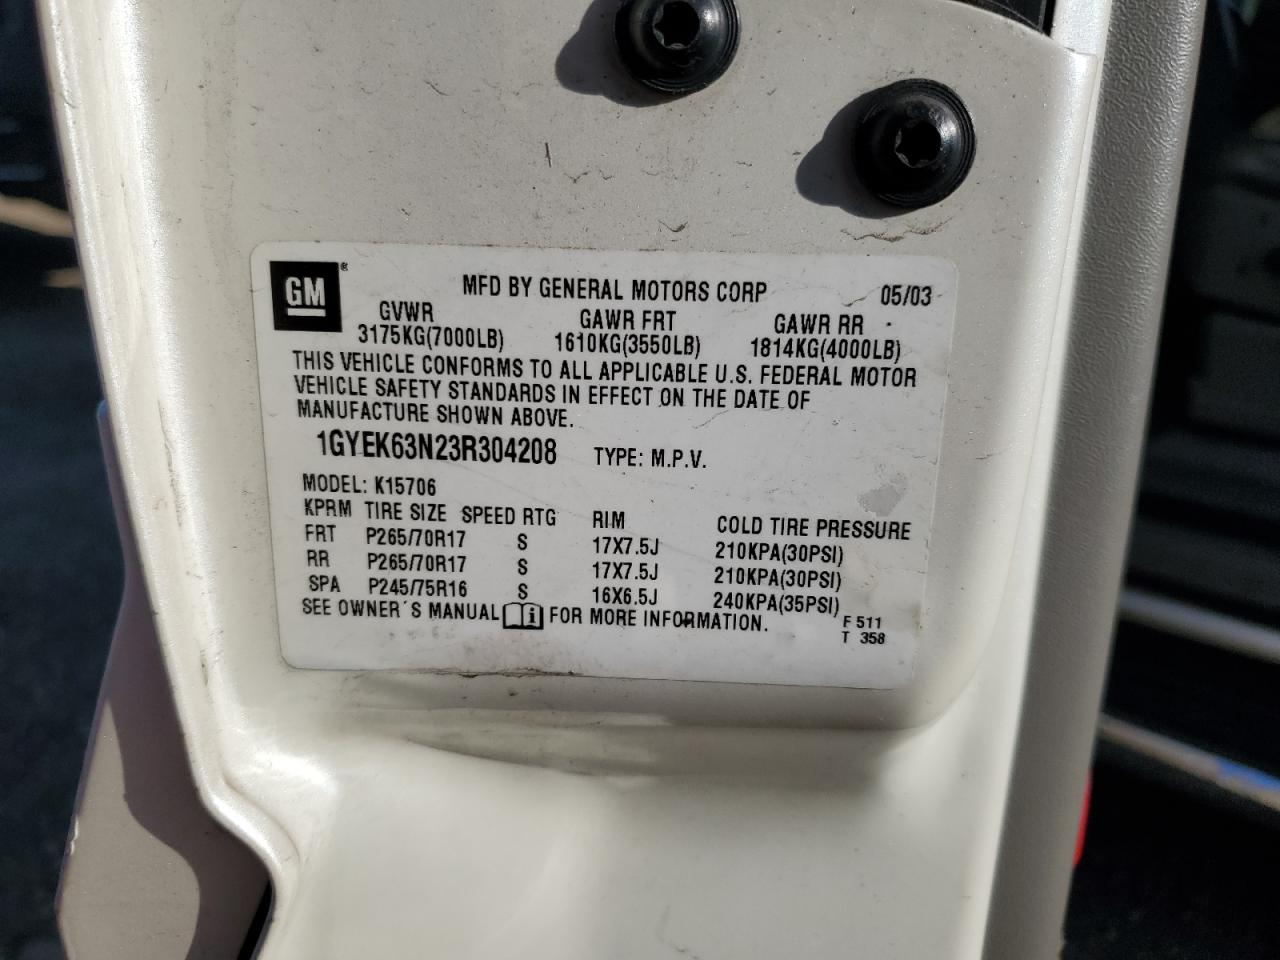 GM ®
MFD BY GENERAL MOTORS CORP 05/03
GVWR GAWR FRT GAWR RR
3175KG(7000LB) 1610KG(3550LB) 1814KG(4000LB)
THIS VEHICLE CONFORMS TO ALL APPLICABLE U.S. FEDERAL MOTOR
VEHICLE SAFETY STANDARDS IN EFFECT ON THE DATE OF
MANUFACTURE SHOWN ABOVE.
1GYEK63N23R304208 TYPE: M.P.V.
MODEL: K15706
KPRM TIRE SIZE SPEED RTG RIM COLD TIRE PRESSURE
FRT P265/70R17 S 17X7.5J 210KPA(30PSI)
RR P265/70R17 S 17X7.5J 210KPA(30PSI)
SPA P245/75R16 S 16X6.5J 240KPA(35PSI)
SEE OWNER´S MANUAL i FOR MORE INFORMATION. F 511
T 358